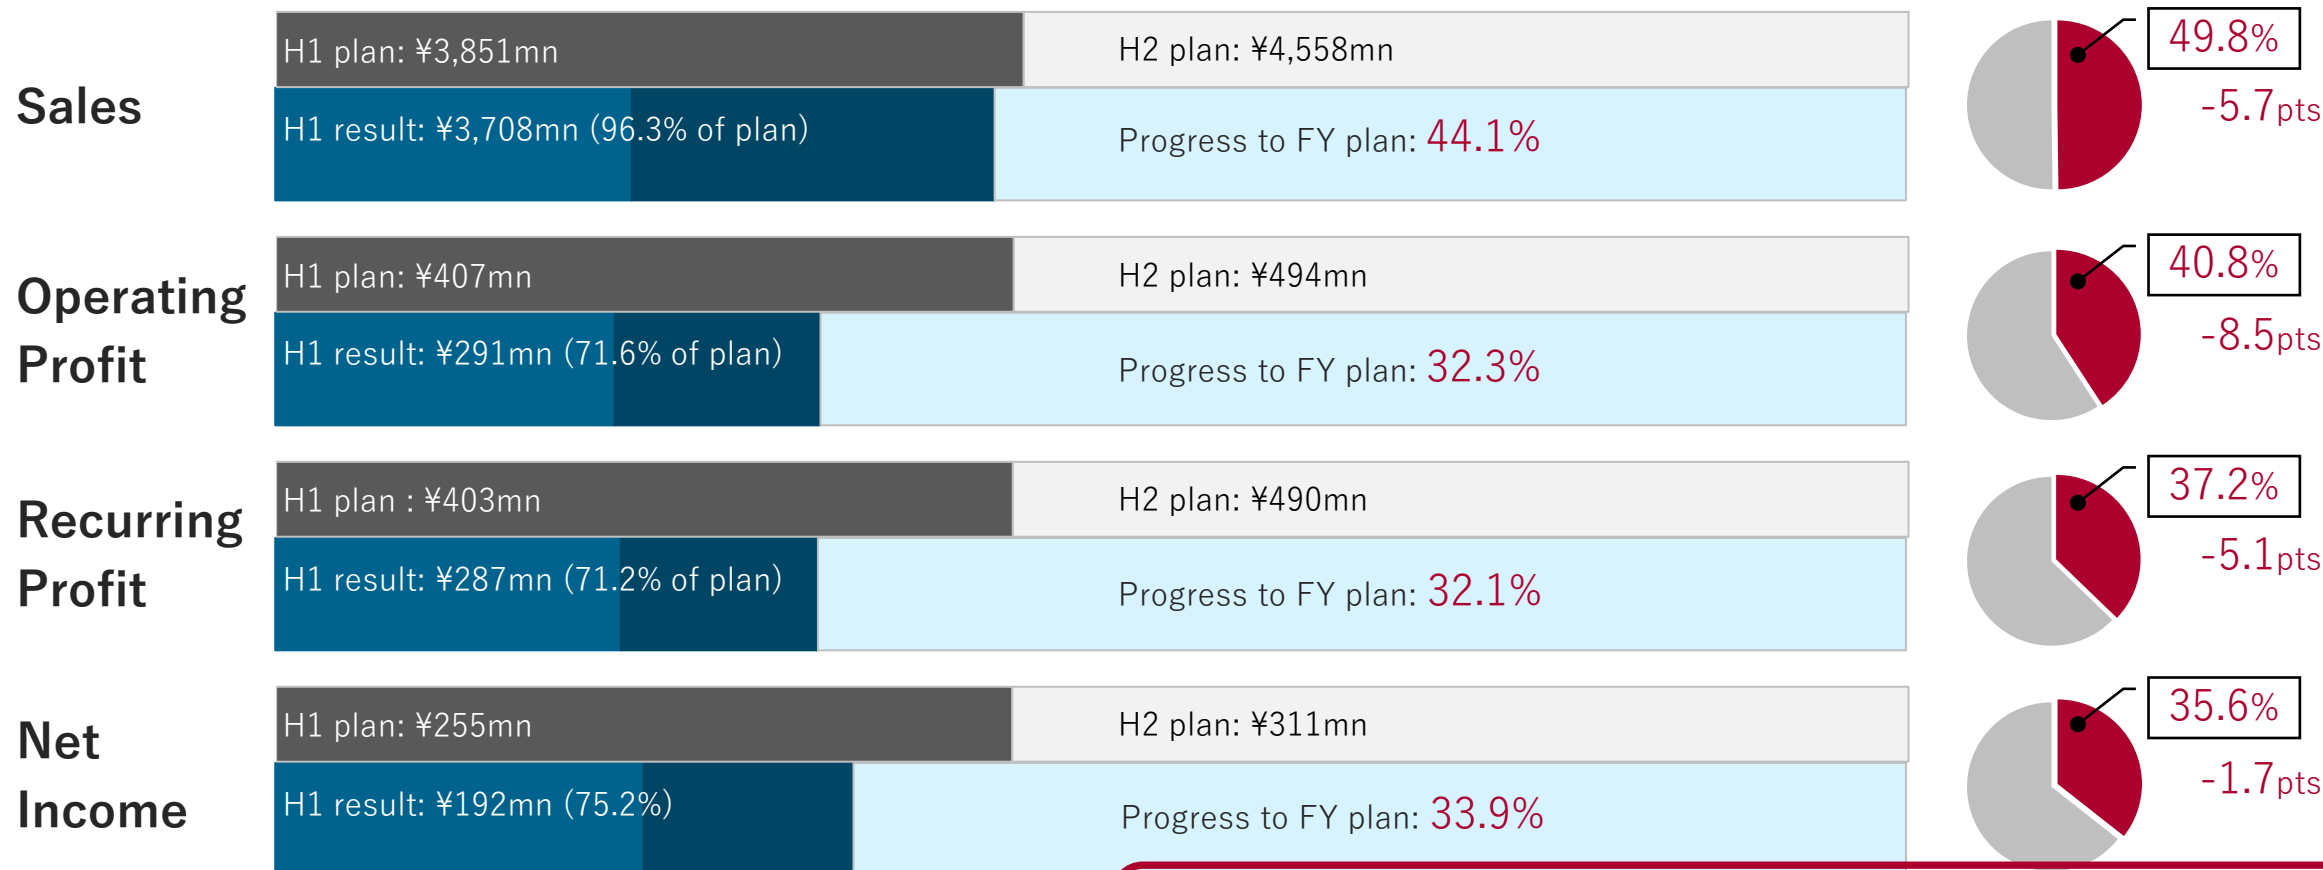 Sales
H1 plan: ¥3,851mn
H2 plan: ¥4,558mn
H1 result: ¥3,708mn (96.3% of plan)
Progress to FY plan: 44.1%
49.8%
-5.7pts
Operating
Profit
H1 plan: ¥407mn
H2 plan: ¥494mn
H1 result: ¥291mn (71.6% of plan)
Progress to FY plan: 32.3%
40.8%
-8.5pts
Recurring
Profit
H1 plan : ¥403mn
H2 plan: ¥490mn
H1 result: ¥287mn (71.2% of plan)
Progress to FY plan: 32.1%
37.2%
-5.1pts
Net
Income
H1 plan: ¥255mn
H2 plan: ¥311mn
H1 result: ¥192mn (75.2%)
Progress to FY plan: 33.9%
35.6%
-1.7pts